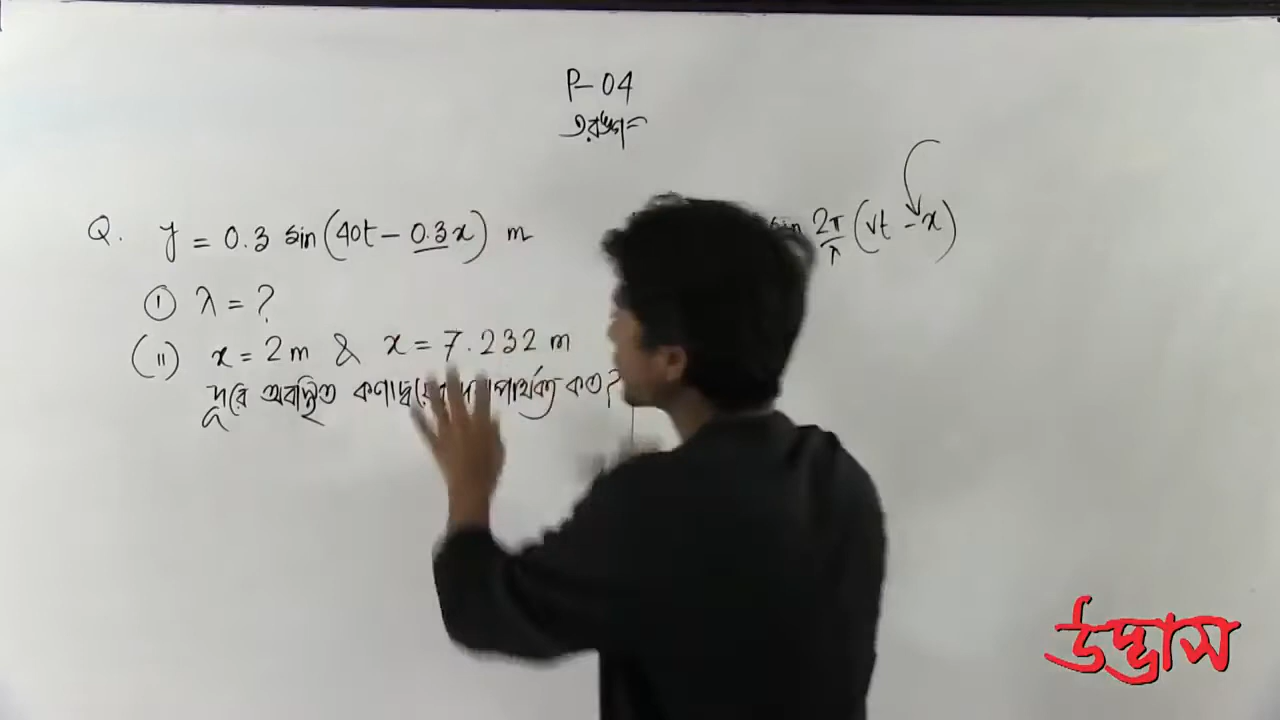 P-04
তরঙ্গ
Q. y = 0.3 sin(40t - 0.3x) m
sin 2π/λ (vt - x)
(i) λ = ?
(ii) x = 2 m & x = 7.232 m
দূরে অবস্থিত কণাদ্বয়ের পার্থক্য কত?
উদ্ভাস